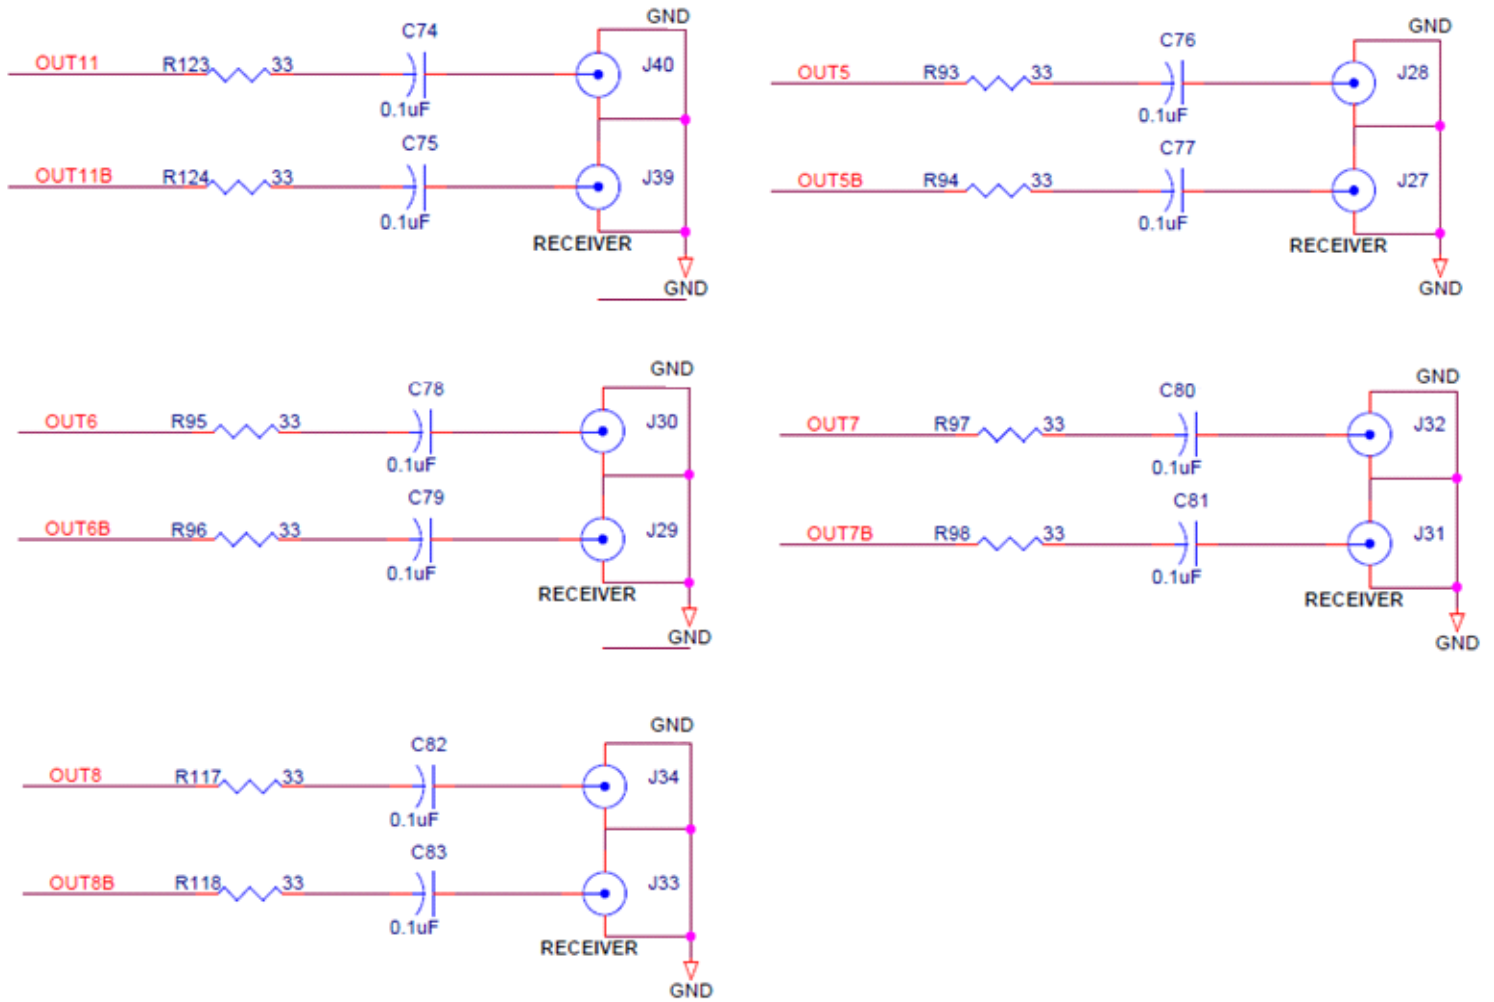 GND
C74
OUT11 R123 33 J40
0.1uF
C75
OUT11B R124 33 J39
0.1uF
RECEIVER
GND
GND
C76
OUT5 R93 33 J28
0.1uF
C77
OUT5B R94 33 J27
0.1uF
RECEIVER
GND
GND
C78
OUT6 R95 33 J30
0.1uF
C79
OUT6B R96 33 J29
0.1uF
RECEIVER
GND
GND
C80
OUT7 R97 33 J32
0.1uF
C81
OUT7B R98 33 J31
0.1uF
RECEIVER
GND
GND
C82
OUT8 R117 33 J34
0.1uF
C83
OUT8B R118 33 J33
0.1uF
RECEIVER
GND